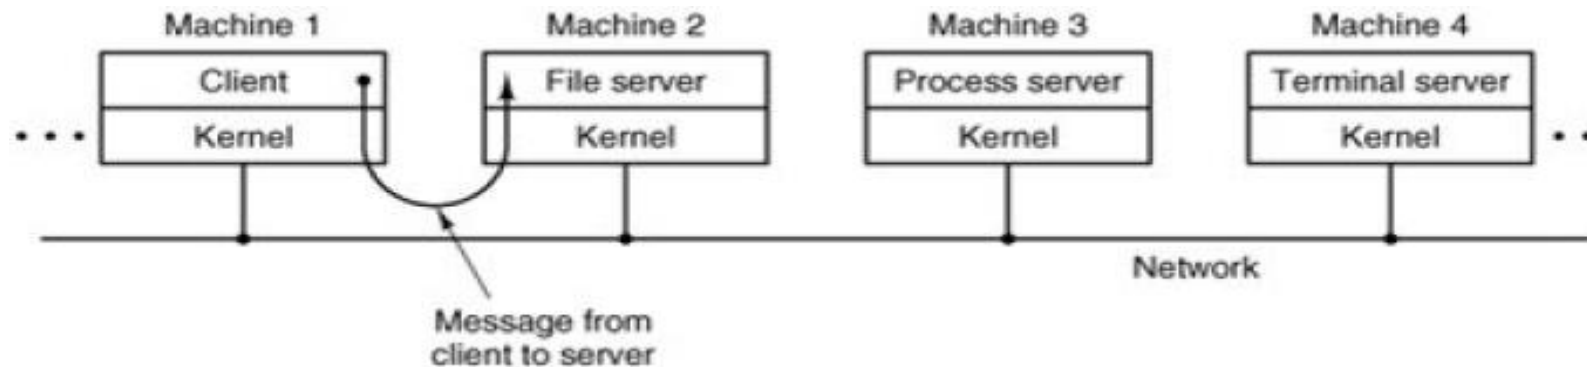 Machine 1 Machine 2 Machine 3 Machine 4
Client File server Process server Terminal server
Kernel Kernel Kernel Kernel
Network
Message from
client to server